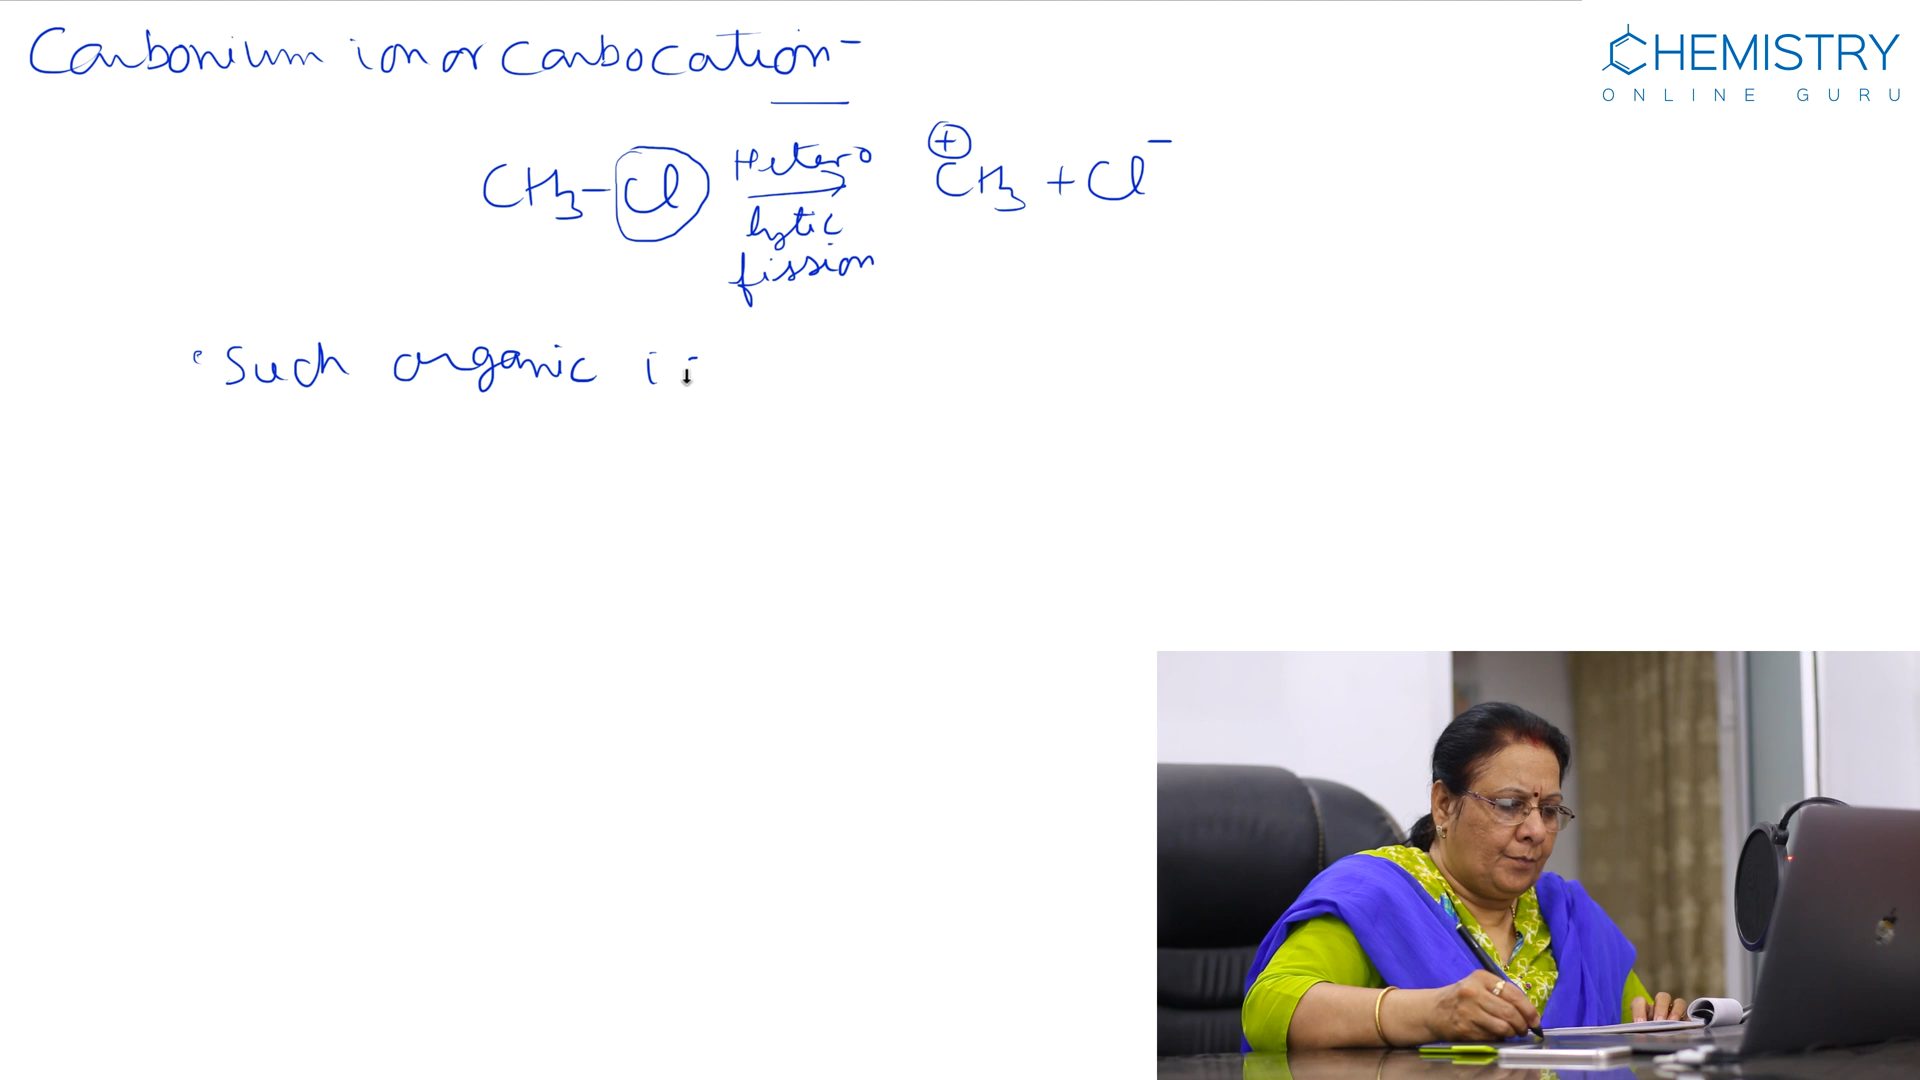 Carbonium ion or carbocation-
CHEMISTRY
ONLINE GURU
CH3-Cl Hetero lytic fission → ⊕CH3 + Cl⁻
Such organic i